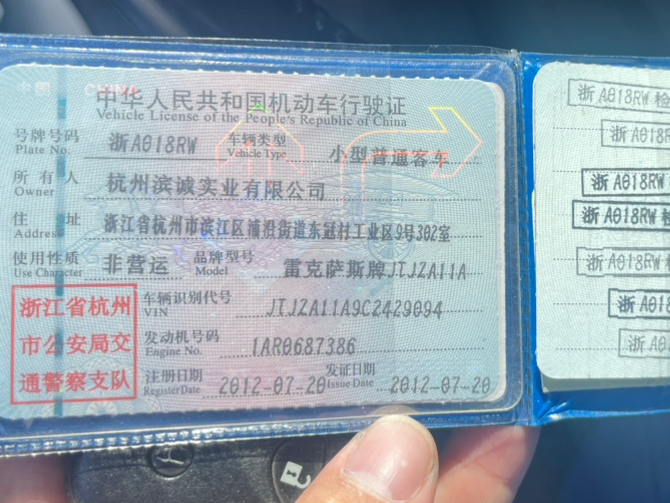 中国 CHINA
中华人民共和国机动车行驶证
Vehicle License of the People's Republic of China
号牌号码 浙A018RW 车辆类型 小型普通客车
Plate No. Vehicle Type
所有人 杭州滨诚实业有限公司
Owner
住址 浙江省杭州市滨江区浦沿街道东冠村工业区9号302室
Address
使用性质 非营运 品牌型号 雷克萨斯牌JTJZA11A
Use Character Model
浙江省杭州市公安局交通警察支队
车辆识别代号 JTJZA11A9C2429094
VIN
发动机号码 1AR0687386
Engine No.
注册日期 2012-07-20 发证日期 2012-07-20
Register Date Issue Date
浙A018RW 检
浙A018RW
浙A018RW
浙A018RW 检
浙A018RW
浙A018
浙A01